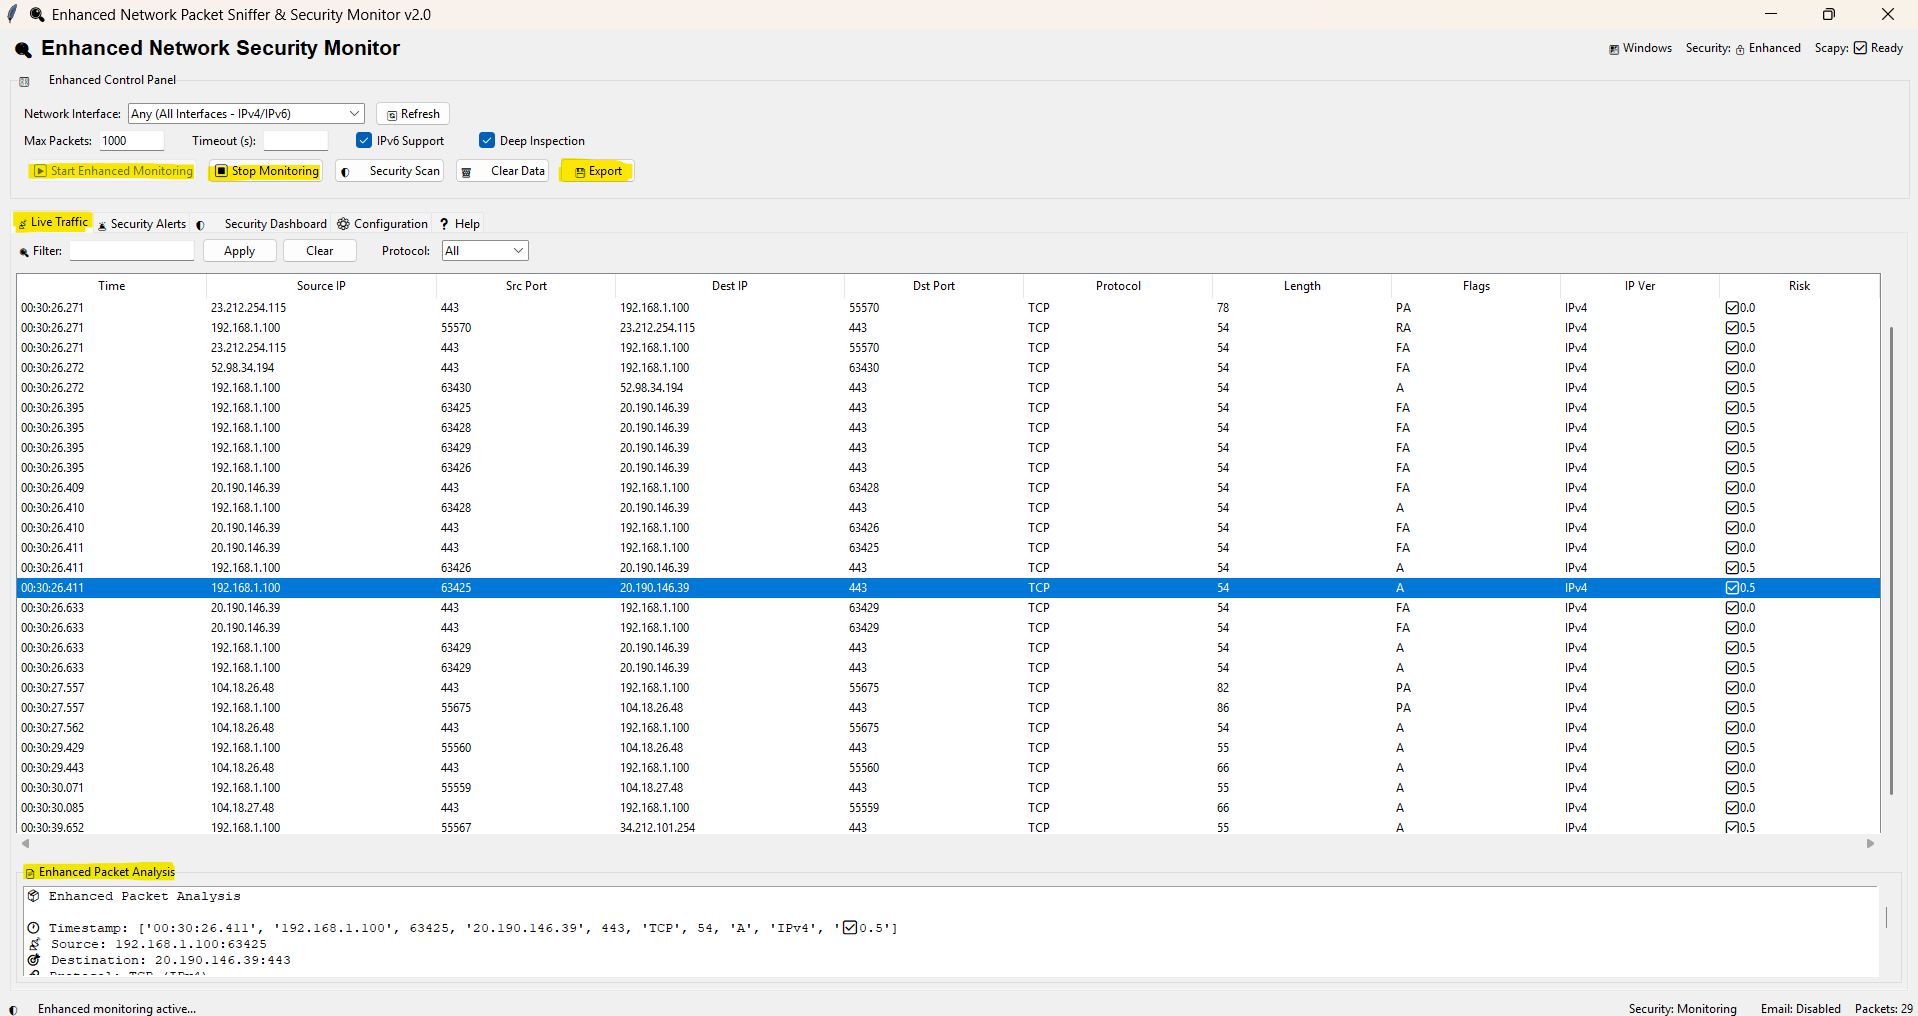 Enhanced Network Packet Sniffer & Security Monitor v2.0
Enhanced Network Security Monitor
Windows Security: Enhanced Scapy: Ready
Enhanced Control Panel
Network Interface: Any (All Interfaces - IPv4/IPv6) Refresh
Max Packets: 1000 Timeout (s): IPv6 Support Deep Inspection
Start Enhanced Monitoring Stop Monitoring Security Scan Clear Data Export
Live Traffic Security Alerts Security Dashboard Configuration ? Help
Filter: Apply Clear Protocol: All
Time Source IP Src Port Dest IP Dst Port Protocol Length Flags IP Ver Risk
00:30:26.271 23.212.254.115 443 192.168.1.100 55570 TCP 78 PA IPv4 0.0
00:30:26.271 192.168.1.100 55570 23.212.254.115 443 TCP 54 RA IPv4 0.5
00:30:26.271 23.212.254.115 443 192.168.1.100 55570 TCP 54 FA IPv4 0.0
00:30:26.272 52.98.34.194 443 192.168.1.100 63430 TCP 54 FA IPv4 0.0
00:30:26.272 192.168.1.100 63430 52.98.34.194 443 TCP 54 A IPv4 0.5
00:30:26.395 192.168.1.100 63425 20.190.146.39 443 TCP 54 FA IPv4 0.5
00:30:26.395 192.168.1.100 63428 20.190.146.39 443 TCP 54 FA IPv4 0.5
00:30:26.395 192.168.1.100 63429 20.190.146.39 443 TCP 54 FA IPv4 0.5
00:30:26.395 192.168.1.100 63426 20.190.146.39 443 TCP 54 FA IPv4 0.5
00:30:26.409 20.190.146.39 443 192.168.1.100 63428 TCP 54 FA IPv4 0.0
00:30:26.410 192.168.1.100 63428 20.190.146.39 443 TCP 54 A IPv4 0.5
00:30:26.410 20.190.146.39 443 192.168.1.100 63426 TCP 54 FA IPv4 0.0
00:30:26.411 20.190.146.39 443 192.168.1.100 63425 TCP 54 FA IPv4 0.0
00:30:26.411 192.168.1.100 63426 20.190.146.39 443 TCP 54 A IPv4 0.5
00:30:26.411 192.168.1.100 63425 20.190.146.39 443 TCP 54 A IPv4 0.5
00:30:26.633 20.190.146.39 443 192.168.1.100 63429 TCP 54 FA IPv4 0.0
00:30:26.633 20.190.146.39 443 192.168.1.100 63429 TCP 54 FA IPv4 0.0
00:30:26.633 192.168.1.100 63429 20.190.146.39 443 TCP 54 A IPv4 0.5
00:30:26.633 192.168.1.100 63429 20.190.146.39 443 TCP 54 A IPv4 0.5
00:30:27.557 104.18.26.48 443 192.168.1.100 55675 TCP 82 PA IPv4 0.0
00:30:27.557 192.168.1.100 55675 104.18.26.48 443 TCP 86 PA IPv4 0.5
00:30:27.562 104.18.26.48 443 192.168.1.100 55675 TCP 54 A IPv4 0.0
00:30:29.429 192.168.1.100 55560 104.18.26.48 443 TCP 55 A IPv4 0.5
00:30:29.443 104.18.26.48 443 192.168.1.100 55560 TCP 66 A IPv4 0.0
00:30:30.071 192.168.1.100 55559 104.18.27.48 443 TCP 55 A IPv4 0.5
00:30:30.085 104.18.27.48 443 192.168.1.100 55559 TCP 66 A IPv4 0.0
00:30:39.652 192.168.1.100 55567 34.212.101.254 443 TCP 55 A IPv4 0.5
Enhanced Packet Analysis
Enhanced Packet Analysis
Timestamp: ['00:30:26.411', '192.168.1.100', 63425, '20.190.146.39', 443, 'TCP', 54, 'A', 'IPv4', '☑0.5']
Source: 192.168.1.100:63425
Destination: 20.190.146.39:443
Protocol: TCP (IPv4)
Enhanced monitoring active... Security: Monitoring Email: Disabled Packets: 29